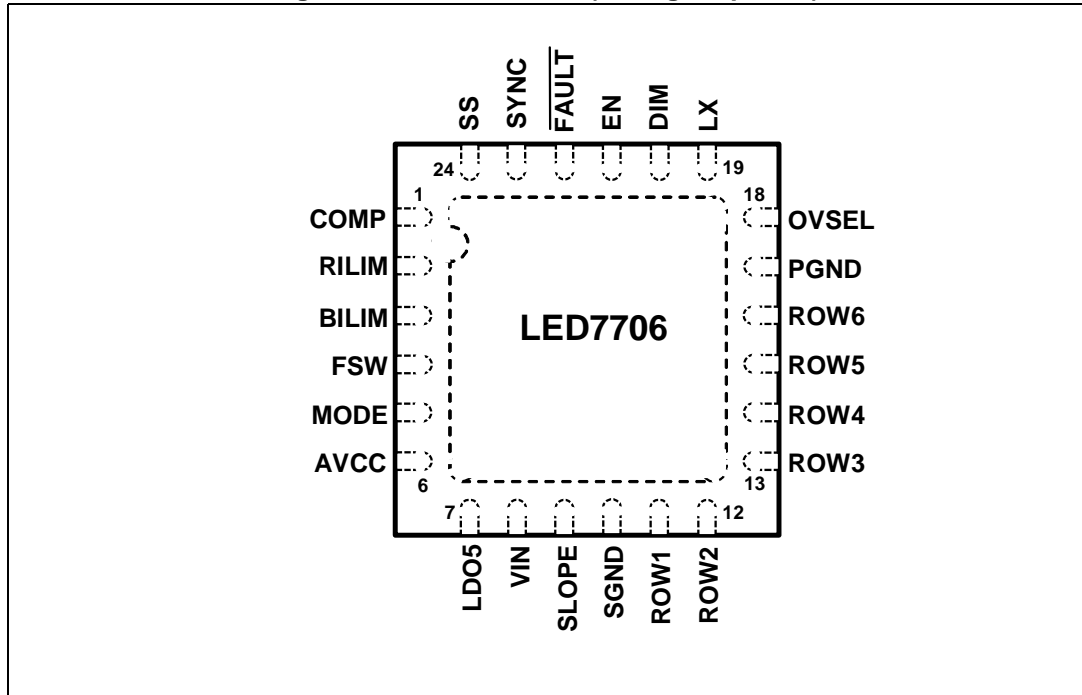 SS
SYNC
FAULT
EN
DIM
LX
24
19
1
18
COMP
OVSEL
RILIM
PGND
BILIM
ROW6
LED7706
FSW
ROW5
MODE
ROW4
AVCC
ROW3
6
13
7
12
LDO5
VIN
SLOPE
SGND
ROW1
ROW2